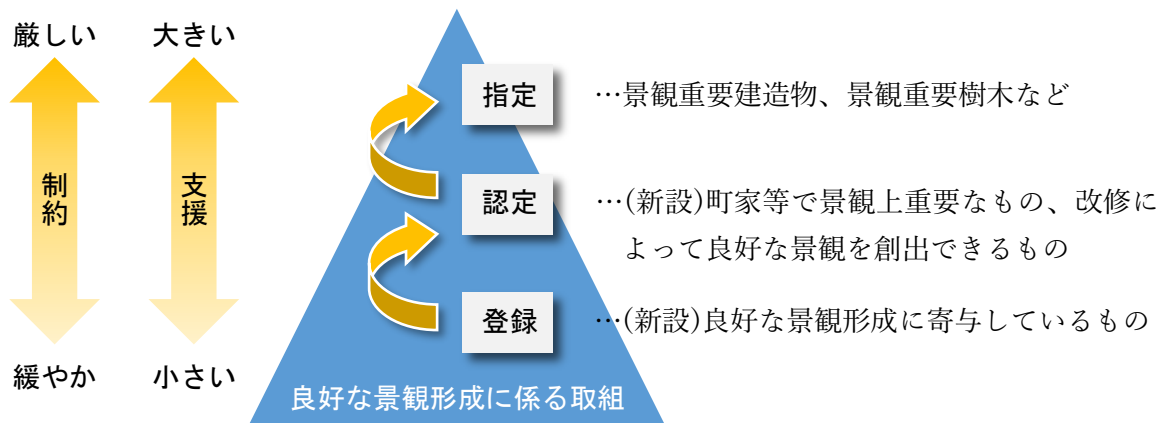 厳しい
大きい
指定
…景観重要建造物、景観重要樹木など
制約
支援
認定
…(新設)町家等で景観上重要なもの、改修に
よって良好な景観を創出できるもの
登録
…(新設)良好な景観形成に寄与しているもの
緩やか
小さい
良好な景観形成に係る取組